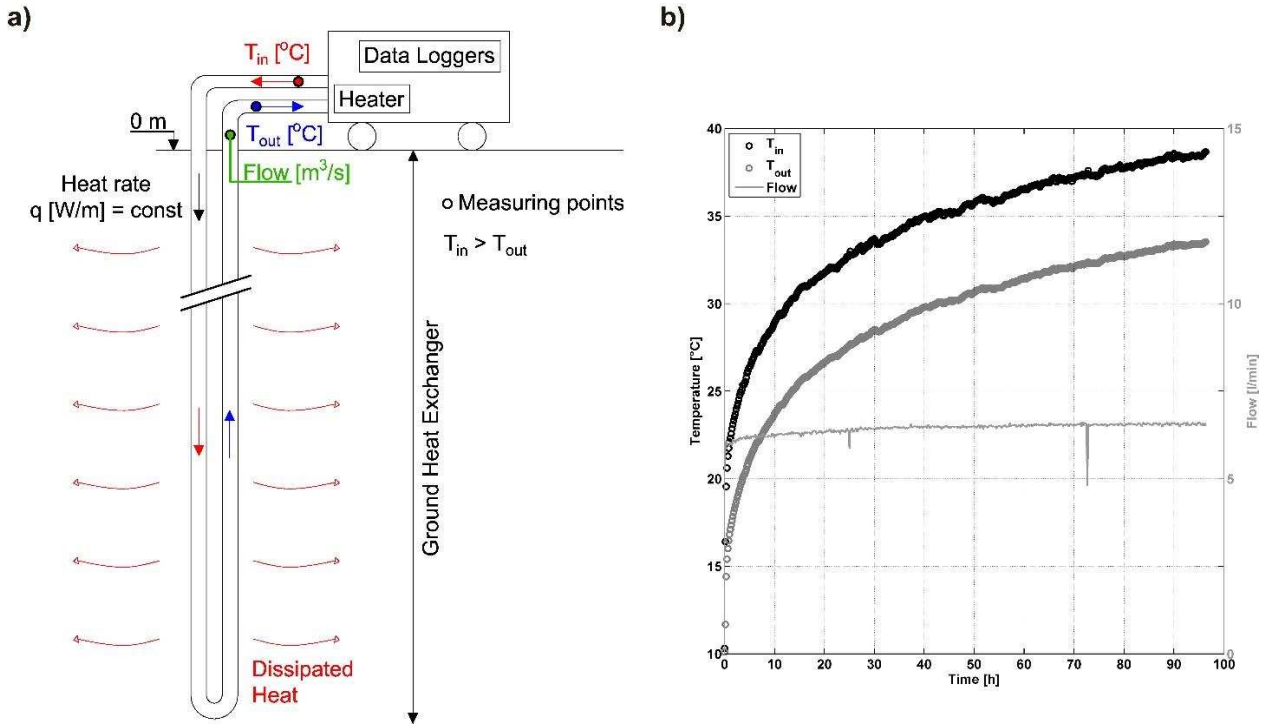 a)
T_in [°C]
Data Loggers
Heater
0 m
T_out [°C]
Flow [m³/s]
Heat rate
q [W/m] = const
Measuring points
T_in > T_out
Ground Heat Exchanger
Dissipated
Heat
b)
40
35
30
25
20
15
10
Temperature [°C]
T_in
T_out
Flow
15
10
5
0
Flow [l/min]
0 10 20 30 40 50 60 70 80 90 100
Time [h]